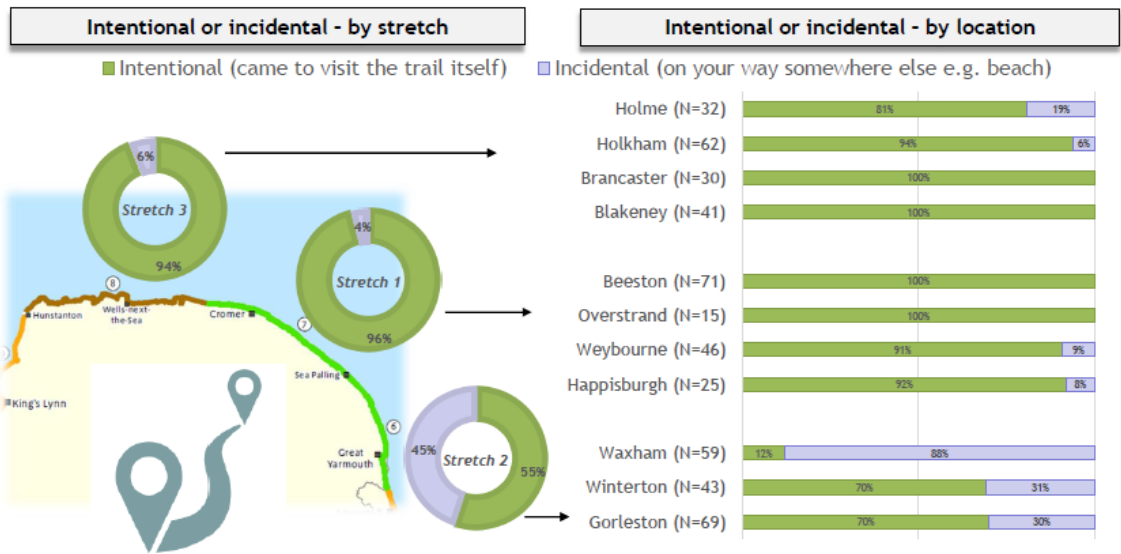 Intentional or incidental - by stretch
Intentional or incidental - by location
Intentional (came to visit the trail itself)
Incidental (on your way somewhere else e.g. beach)
6%
Stretch 3
94%
4%
Stretch 1
96%
45%
Stretch 2
55%
8
Hunstanton
Wells-next-
the-Sea
Cromer
7
Sea Palling
King's Lynn
6
Great
Yarmouth
Holme (N=32)
81%
19%
Holkham (N=62)
94%
6%
Brancaster (N=30)
100%
Blakeney (N=41)
100%
Beeston (N=71)
100%
Overstrand (N=15)
100%
Weybourne (N=46)
91%
9%
Happisburgh (N=25)
92%
8%
Waxham (N=59)
12%
88%
Winterton (N=43)
70%
31%
Gorleston (N=69)
70%
30%